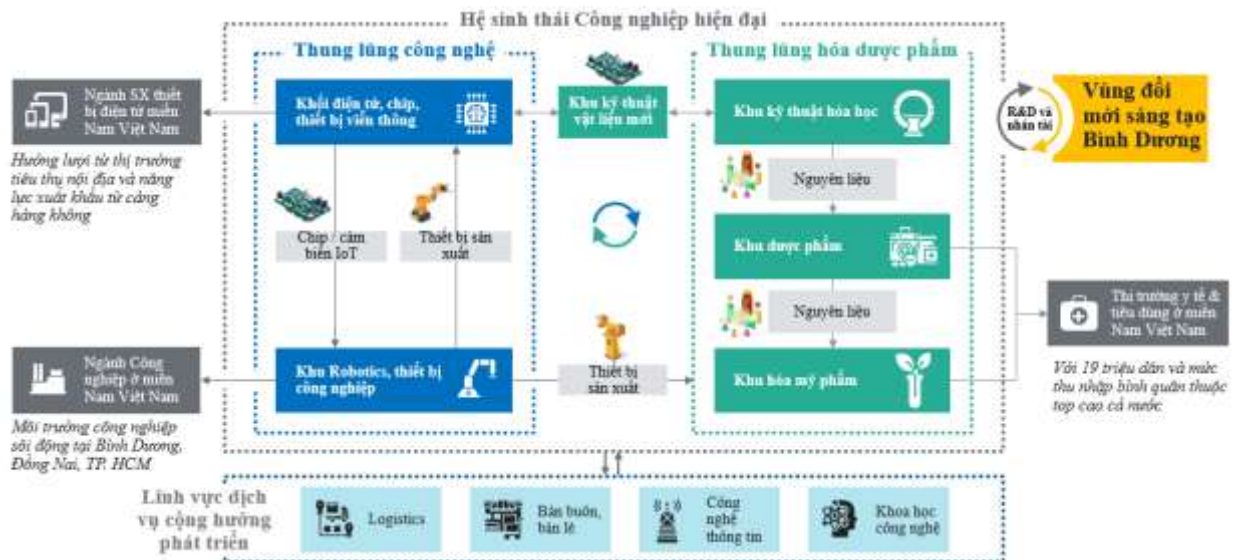 Hệ sinh thái Công nghiệp hiện đại
Thung lũng công nghệ
Thung lũng hóa dược phẩm
Ngành SX thiết
bị điện tử miền
Nam Việt Nam
Hưởng lượi từ thị trường
tiêu thụ nội địa và năng
lực xuất khẩu từ cảng
hàng không
Khối điện tử, chip,
thiết bị viễn thông
Khu kỹ thuật
vật liệu mới
Khu kỹ thuật hóa học
R&D và
nhân tài
Vùng đổi
mới sáng tạo
Bình Dương
Nguyên liệu
Chip / cảm
biến IoT
Thiết bị sản
xuất
Khu dược phẩm
Nguyên liệu
Thị trường y tế &
tiêu dùng ở miền
Nam Việt Nam
Với 19 triệu dân và mức
thu nhập bình quân thuộc
top cao cả nước
Ngành Công
nghiệp ở miền
Nam Việt Nam
Môi trường công nghiệp
sôi động tại Bình Dương,
Đồng Nai, TP. HCM
Khu Robotics, thiết bị
công nghiệp
Thiết bị
sản xuất
Khu hóa mỹ phẩm
Lĩnh vực dịch
vụ cộng hưởng
phát triển
Logistics
Bán buôn,
bán lẻ
Công
nghệ
thông tin
Khoa học
công nghệ